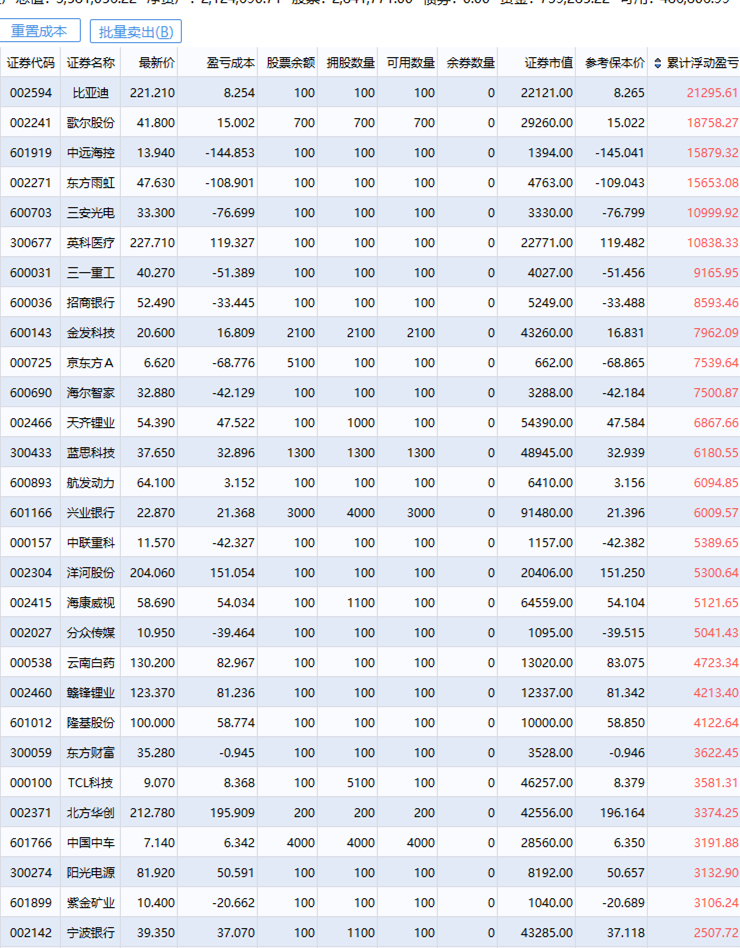 重置成本 批量卖出(B)
证券代码 证券名称 最新价 盈亏成本 股票余额 拥股数量 可用数量 余券数量 证券市值 参考保本价 累计浮动盈亏
002594 比亚迪 221.210 8.254 100 100 100 0 22121.00 8.265 21295.61
002241 歌尔股份 41.800 15.002 700 700 700 0 29260.00 15.022 18758.27
601919 中远海控 13.940 -144.853 100 100 100 0 1394.00 -145.041 15879.32
002271 东方雨虹 47.630 -108.901 100 100 100 0 4763.00 -109.043 15653.08
600703 三安光电 33.300 -76.699 100 100 100 0 3330.00 -76.799 10999.92
300677 英科医疗 227.710 119.327 100 100 100 0 22771.00 119.482 10838.33
600031 三一重工 40.270 -51.389 100 100 100 0 4027.00 -51.456 9165.95
600036 招商银行 52.490 -33.445 100 100 100 0 5249.00 -33.488 8593.46
600143 金发科技 20.600 16.809 2100 2100 2100 0 43260.00 16.831 7962.09
000725 京东方A 6.620 -68.776 5100 100 100 0 662.00 -68.865 7539.64
600690 海尔智家 32.880 -42.129 100 100 100 0 3288.00 -42.184 7500.87
002466 天齐锂业 54.390 47.522 100 1000 100 0 54390.00 47.584 6867.66
300433 蓝思科技 37.650 32.896 1300 1300 1300 0 48945.00 32.939 6180.55
600893 航发动力 64.100 3.152 100 100 100 0 6410.00 3.156 6094.85
601166 兴业银行 22.870 21.368 3000 4000 3000 0 91480.00 21.396 6009.57
000157 中联重科 11.570 -42.327 100 100 100 0 1157.00 -42.382 5389.65
002304 洋河股份 204.060 151.054 100 100 100 0 20406.00 151.250 5300.64
002415 海康威视 58.690 54.034 100 1100 100 0 64559.00 54.104 5121.65
002027 分众传媒 10.950 -39.464 100 100 100 0 1095.00 -39.515 5041.43
000538 云南白药 130.200 82.967 100 100 100 0 13020.00 83.075 4723.34
002460 赣锋锂业 123.370 81.236 100 100 100 0 12337.00 81.342 4213.40
601012 隆基股份 100.000 58.774 100 100 100 0 10000.00 58.850 4122.64
300059 东方财富 35.280 -0.945 100 100 100 0 3528.00 -0.946 3622.45
000100 TCL科技 9.070 8.368 100 5100 100 0 46257.00 8.379 3581.31
002371 北方华创 212.780 195.909 200 200 200 0 42556.00 196.164 3374.25
601766 中国中车 7.140 6.342 4000 4000 4000 0 28560.00 6.350 3191.88
300274 阳光电源 81.920 50.591 100 100 100 0 8192.00 50.657 3132.90
601899 紫金矿业 10.400 -20.662 100 100 100 0 1040.00 -20.689 3106.24
002142 宁波银行 39.350 37.070 100 1100 100 0 43285.00 37.118 2507.72